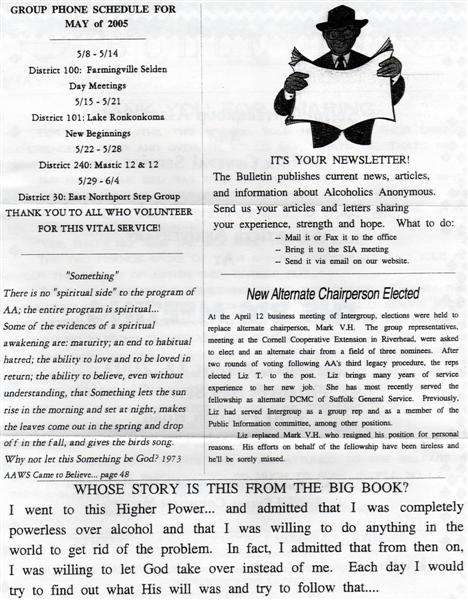 GROUP PHONE SCHEDULE FOR
MAY of 2005
5/8 - 5/14
District 100: Farmingville Selden
Day Meetings
5/15 - 5/21
District 101: Lake Ronkonkoma
New Beginnings
5/22 - 5/28
District 240: Mastic 12 & 12
5/29 - 6/4
District 30: East Northport Step Group
THANK YOU TO ALL WHO VOLUNTEER
FOR THIS VITAL SERVICE!
"Something"
There is no "spiritual side" to the program of
AA; the entire program is spiritual...
Some of the evidences of a spiritual
awakening are: maturity; an end to habitual
hatred; the ability to love and to be loved in
return; the ability to believe, even without
understanding, that Something lets the sun
rise in the morning and set at night, makes
the leaves come out in the spring and drop
off in the fall, and gives the birds song.
Why not let this Something be God? 1973
AAWS Came to Believe... page 48
IT'S YOUR NEWSLETTER!
The Bulletin publishes current news, articles,
and information about Alcoholics Anonymous.
Send us your articles and letters sharing
your experience, strength and hope. What to do:
-- Mail it or Fax it to the office
-- Bring it to the SIA meeting
-- Send it via email on our website.
New Alternate Chairperson Elected
At the April 12 business meeting of Intergroup, elections were held to
replace alternate chairperson, Mark V.H. The group representatives,
meeting at the Cornell Cooperative Extension in Riverhead, were asked
to elect and an alternate chair from a field of three nominees. After
two rounds of voting following AA's third legacy procedure, the reps
elected Liz T. to the post. Liz brings many years of service
experience to her new job. She has most recently served the
fellowship as alternate DCMC of Suffolk General Service. Previously,
Liz had served Intergroup as a group rep and as a member of the
Public Information committee, among other positions.
Liz replaced Mark V.H. who resigned his position for personal
reasons. His efforts on behalf of the fellowship have been tireless and
he'll be sorely missed.
WHOSE STORY IS THIS FROM THE BIG BOOK?
I went to this Higher Power... and admitted that I was completely
powerless over alcohol and that I was willing to do anything in the
world to get rid of the problem. In fact, I admitted that from then on,
I was willing to let God take over instead of me. Each day I would
try to find out what His will was and try to follow that....